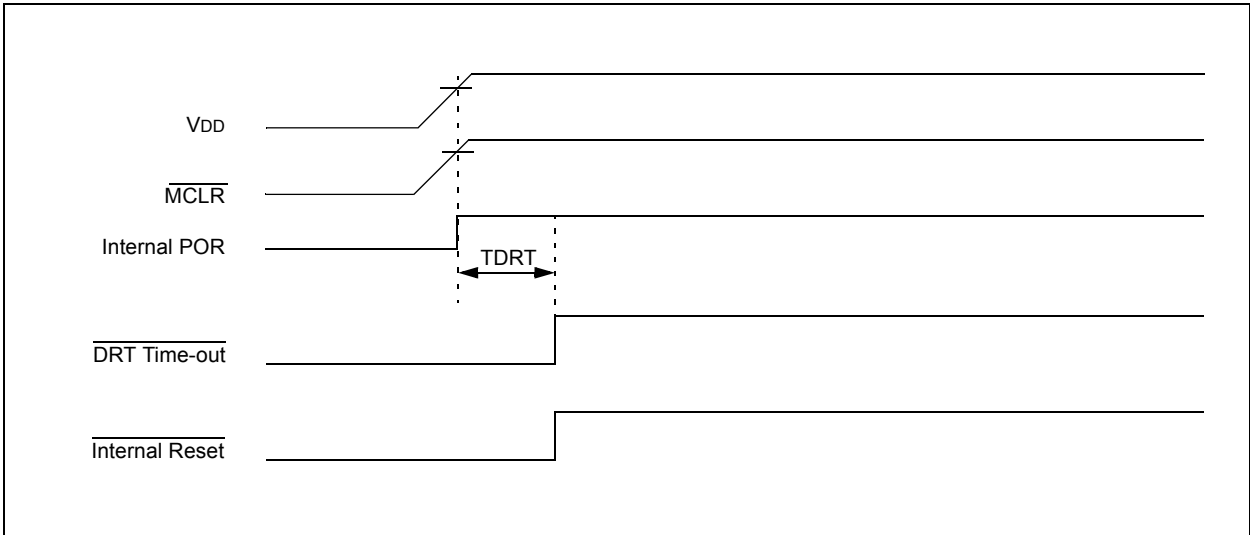 VDD
MCLR
Internal POR
TDRT
DRT Time-out
Internal Reset